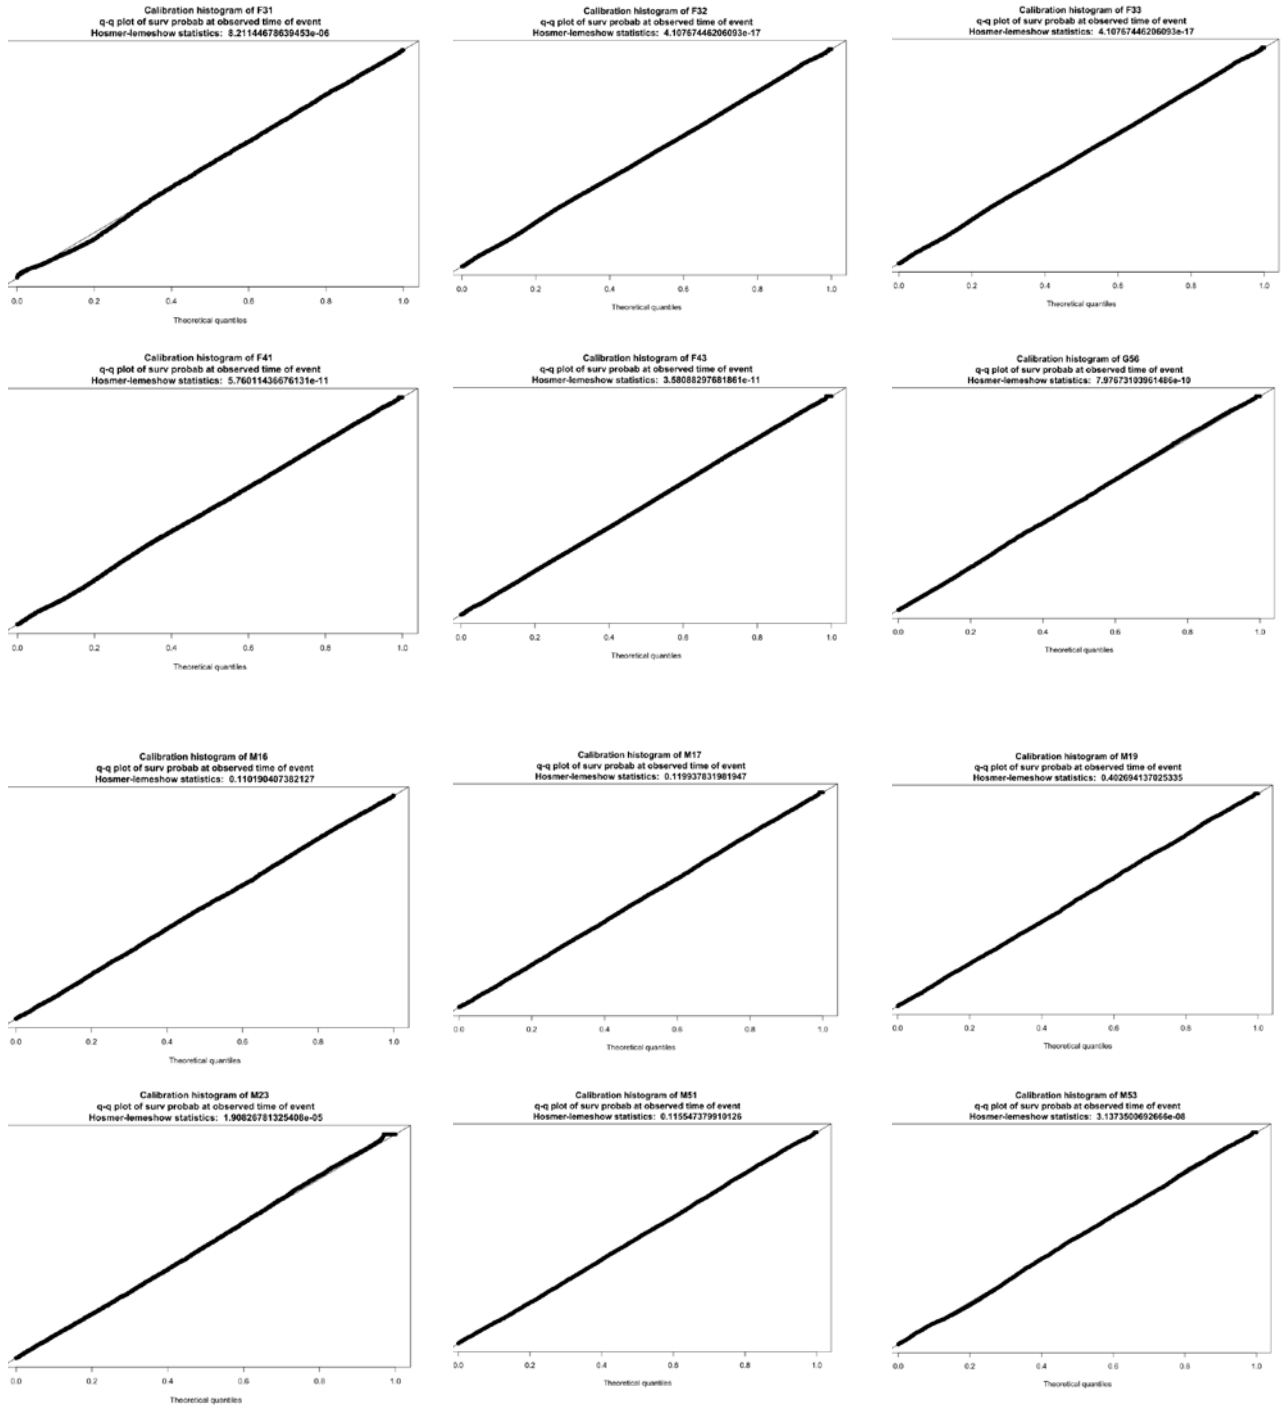 Calibration histogram of F31
q-q plot of surv probab at observed time of event
Hosmer-lemeshow statistics: 8.21144678639453e-06
0.0 0.2 0.4 0.6 0.8 1.0
Theoretical quantiles
Calibration histogram of F32
q-q plot of surv probab at observed time of event
Hosmer-lemeshow statistics: 4.10767446206093e-17
0.0 0.2 0.4 0.6 0.8 1.0
Theoretical quantiles
Calibration histogram of F33
q-q plot of surv probab at observed time of event
Hosmer-lemeshow statistics: 4.10767446206093e-17
0.0 0.2 0.4 0.6 0.8 1.0
Theoretical quantiles
Calibration histogram of F41
q-q plot of surv probab at observed time of event
Hosmer-lemeshow statistics: 5.76011436676131e-11
0.0 0.2 0.4 0.6 0.8 1.0
Theoretical quantiles
Calibration histogram of F43
q-q plot of surv probab at observed time of event
Hosmer-lemeshow statistics: 3.58088297681861e-11
0.0 0.2 0.4 0.6 0.8 1.0
Theoretical quantiles
Calibration histogram of G56
q-q plot of surv probab at observed time of event
Hosmer-lemeshow statistics: 7.97673103961486e-10
0.0 0.2 0.4 0.6 0.8 1.0
Theoretical quantiles
Calibration histogram of M16
q-q plot of surv probab at observed time of event
Hosmer-lemeshow statistics: 0.110190407382127
0.0 0.2 0.4 0.6 0.8 1.0
Theoretical quantiles
Calibration histogram of M17
q-q plot of surv probab at observed time of event
Hosmer-lemeshow statistics: 0.119937831981947
0.0 0.2 0.4 0.6 0.8 1.0
Theoretical quantiles
Calibration histogram of M19
q-q plot of surv probab at observed time of event
Hosmer-lemeshow statistics: 0.402694137025335
0.0 0.2 0.4 0.6 0.8 1.0
Theoretical quantiles
Calibration histogram of M23
q-q plot of surv probab at observed time of event
Hosmer-lemeshow statistics: 1.90826781325408e-05
0.0 0.2 0.4 0.6 0.8 1.0
Theoretical quantiles
Calibration histogram of M51
q-q plot of surv probab at observed time of event
Hosmer-lemeshow statistics: 0.115547379910126
0.0 0.2 0.4 0.6 0.8 1.0
Theoretical quantiles
Calibration histogram of M53
q-q plot of surv probab at observed time of event
Hosmer-lemeshow statistics: 3.1373500692666e-08
0.0 0.2 0.4 0.6 0.8 1.0
Theoretical quantiles